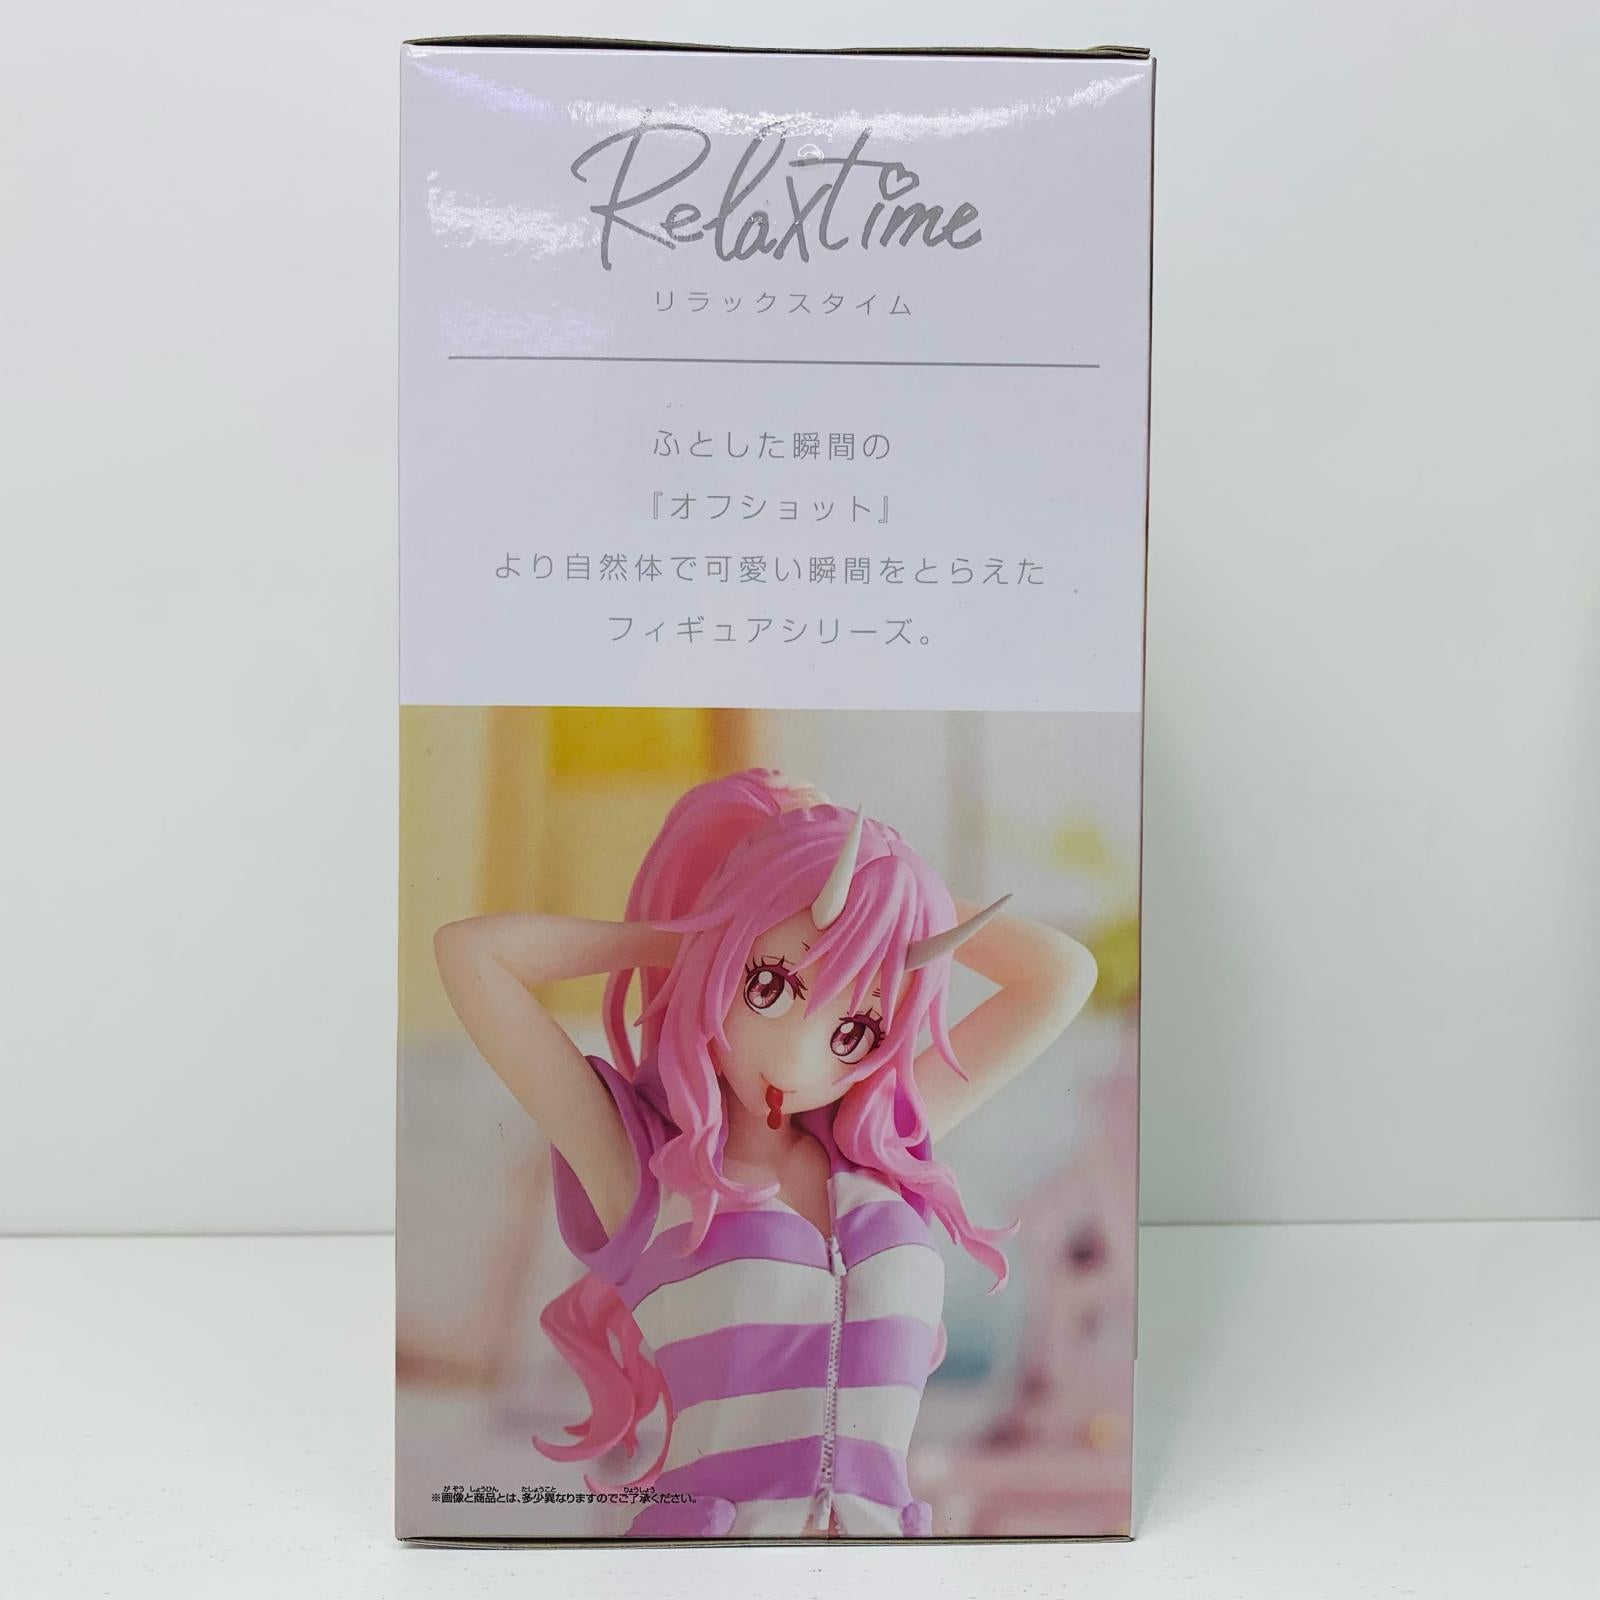 Relaxtime
リラックスタイム
ふとした瞬間の
『オフショット』
より自然体で可愛い瞬間をとらえた
フィギュアシリーズ。
※画像と商品とは、多少異なりますのでご了承ください。